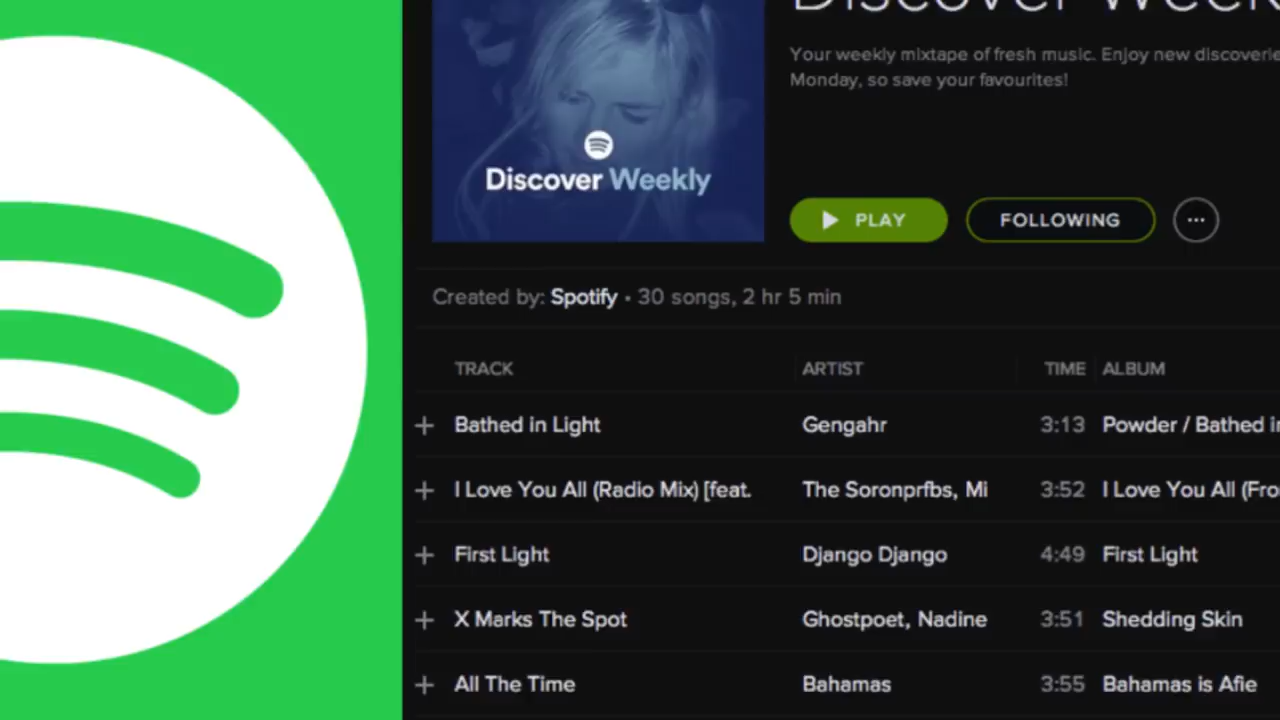 Discover Week
Your weekly mixtape of fresh music. Enjoy new discoverie
Monday, so save your favourites!
Discover Weekly
PLAY
FOLLOWING
Created by: Spotify • 30 songs, 2 hr 5 min
TRACK ARTIST TIME ALBUM
+ Bathed in Light Gengahr 3:13 Powder / Bathed i
+ I Love You All (Radio Mix) [feat. The Soronprfbs, Mi 3:52 I Love You All (Fro
+ First Light Django Django 4:49 First Light
+ X Marks The Spot Ghostpoet, Nadine 3:51 Shedding Skin
+ All The Time Bahamas 3:55 Bahamas is Afie